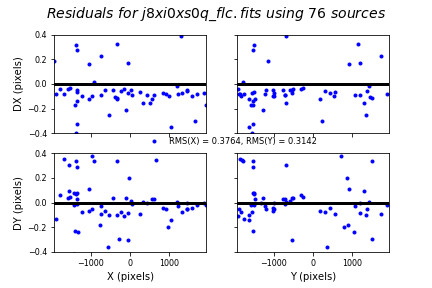 Residuals for j8xi0xs0q_flc.fits using 76 sources
DX (pixels)
0.4
0.2
0.0
−0.2
−0.4
RMS(X) = 0.3764, RMS(Y) = 0.3142
DY (pixels)
0.4
0.2
0.0
−0.2
−0.4
−1000 0 1000 −1000 0 1000
X (pixels) Y (pixels)